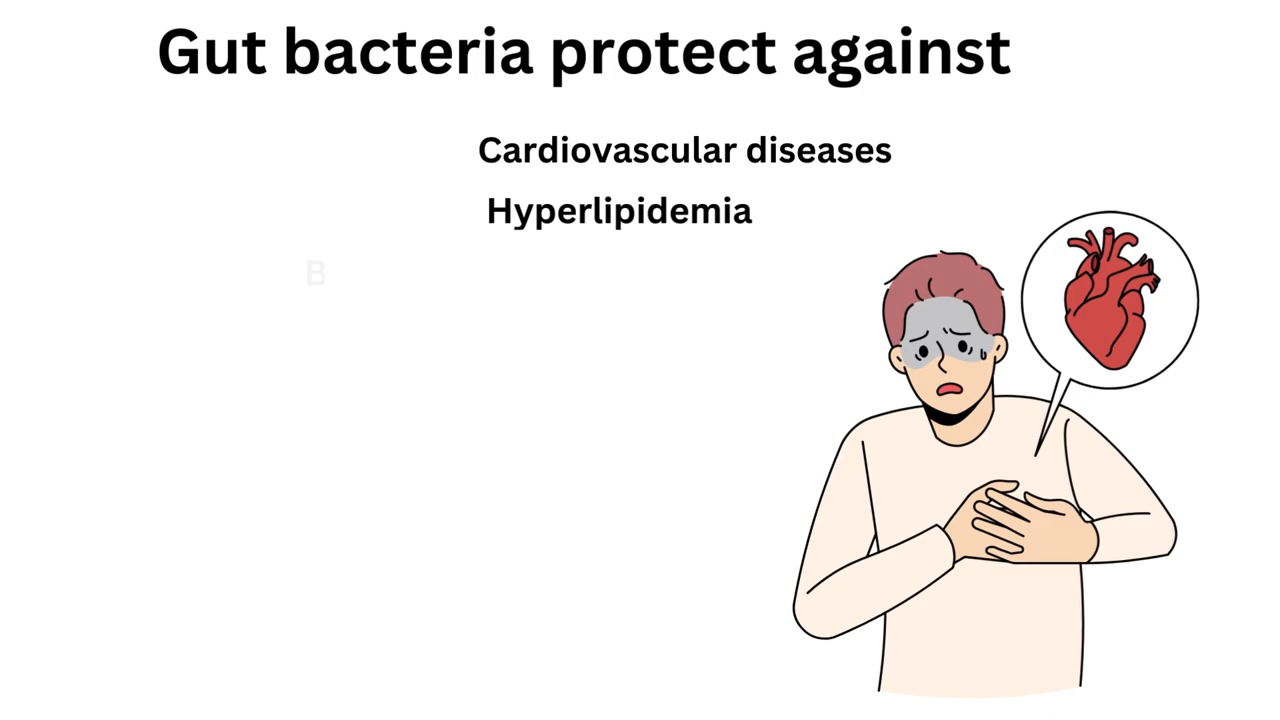 Gut bacteria protect against
Cardiovascular diseases
Hyperlipidemia
B